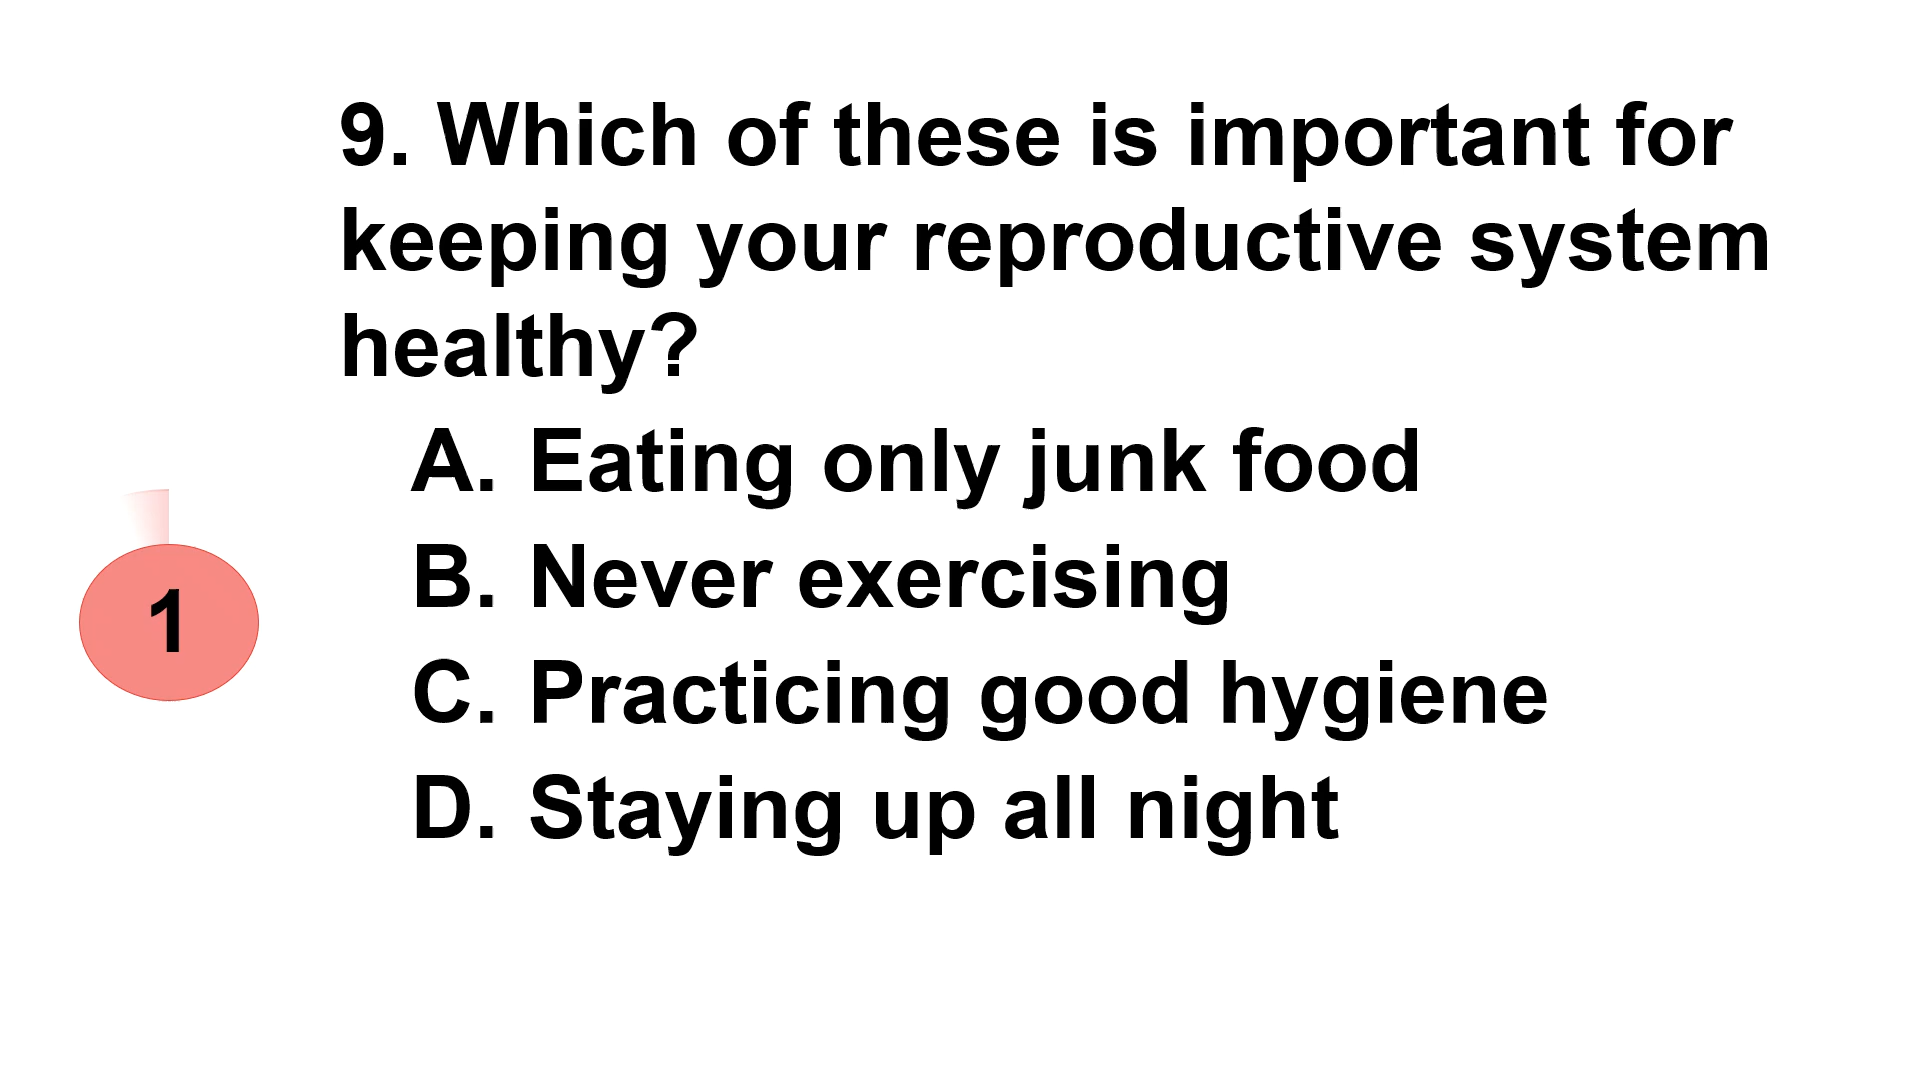 9. Which of these is important for
keeping your reproductive system
healthy?
A. Eating only junk food
B. Never exercising
1
C. Practicing good hygiene
D. Staying up all night